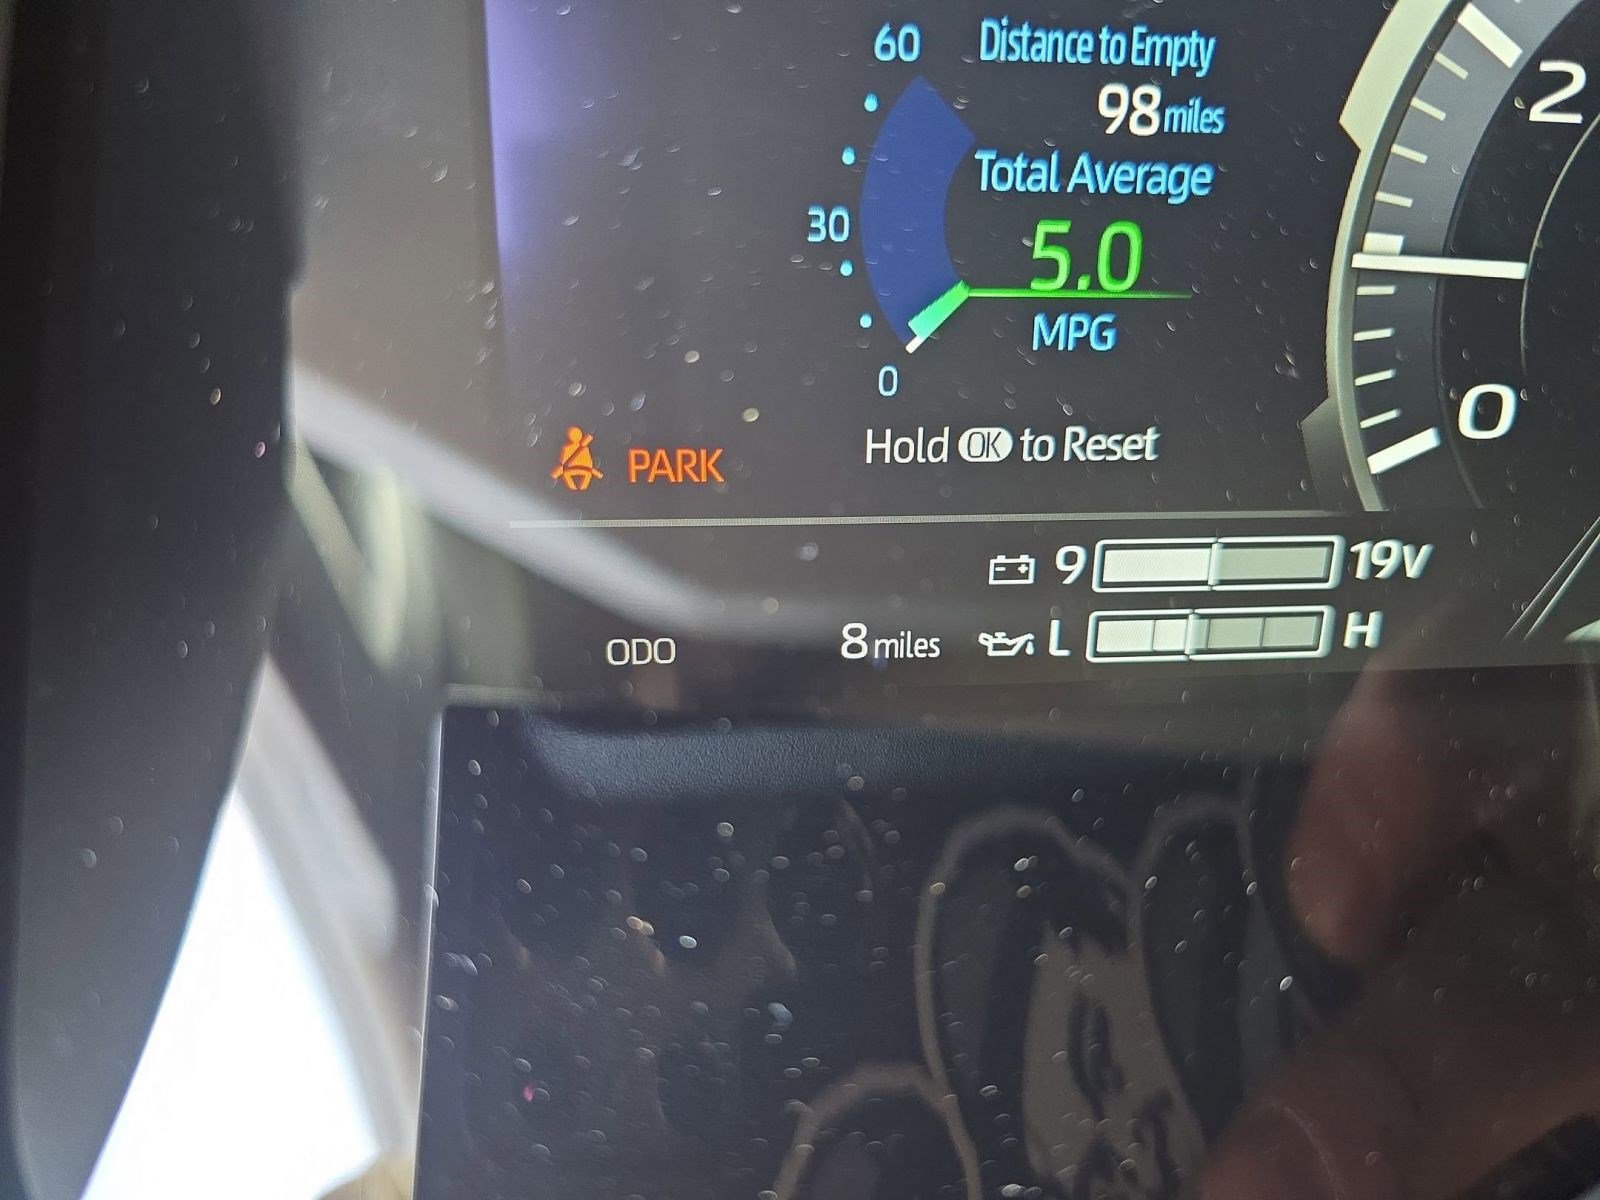 60
Distance to Empty
98 miles
2
Total Average
30
5.0
MPG
0
0
Hold OK to Reset
PARK
9 19V
ODO 8 miles L H